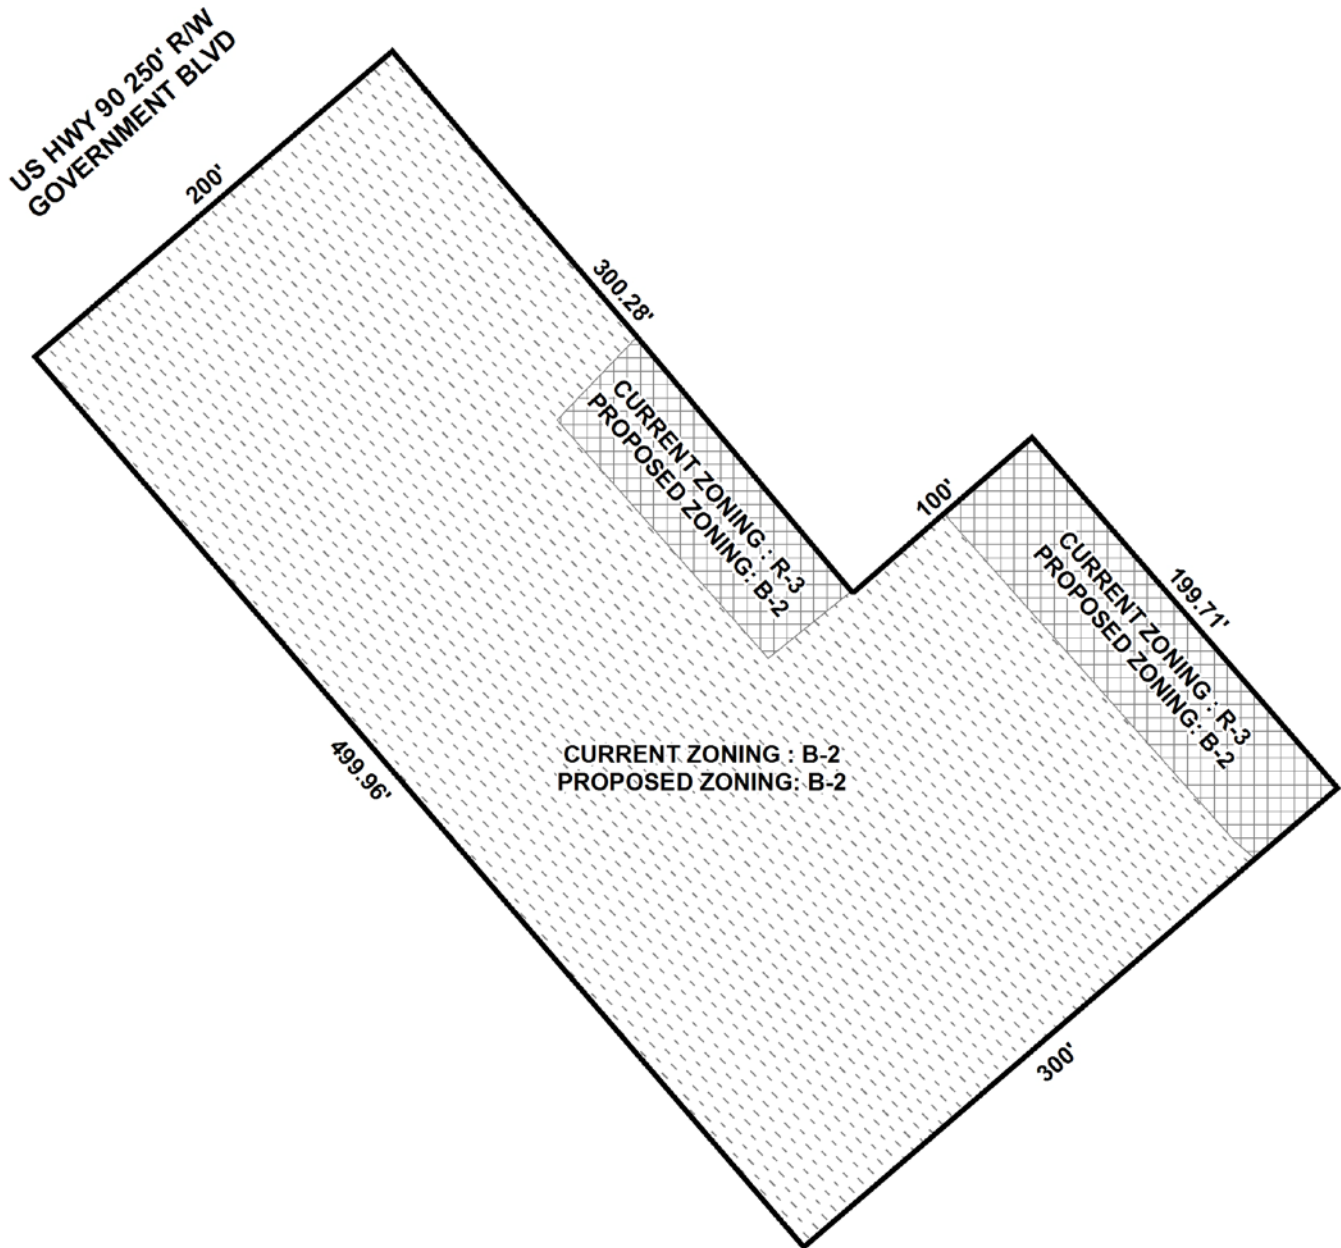 US HWY 90 250' R/W
GOVERNMENT BLVD
200'
300.28'
CURRENT ZONING : R-3
PROPOSED ZONING: B-2
100'
199.71'
CURRENT ZONING : R-3
PROPOSED ZONING: B-2
499.96'
CURRENT ZONING : B-2
PROPOSED ZONING: B-2
300'